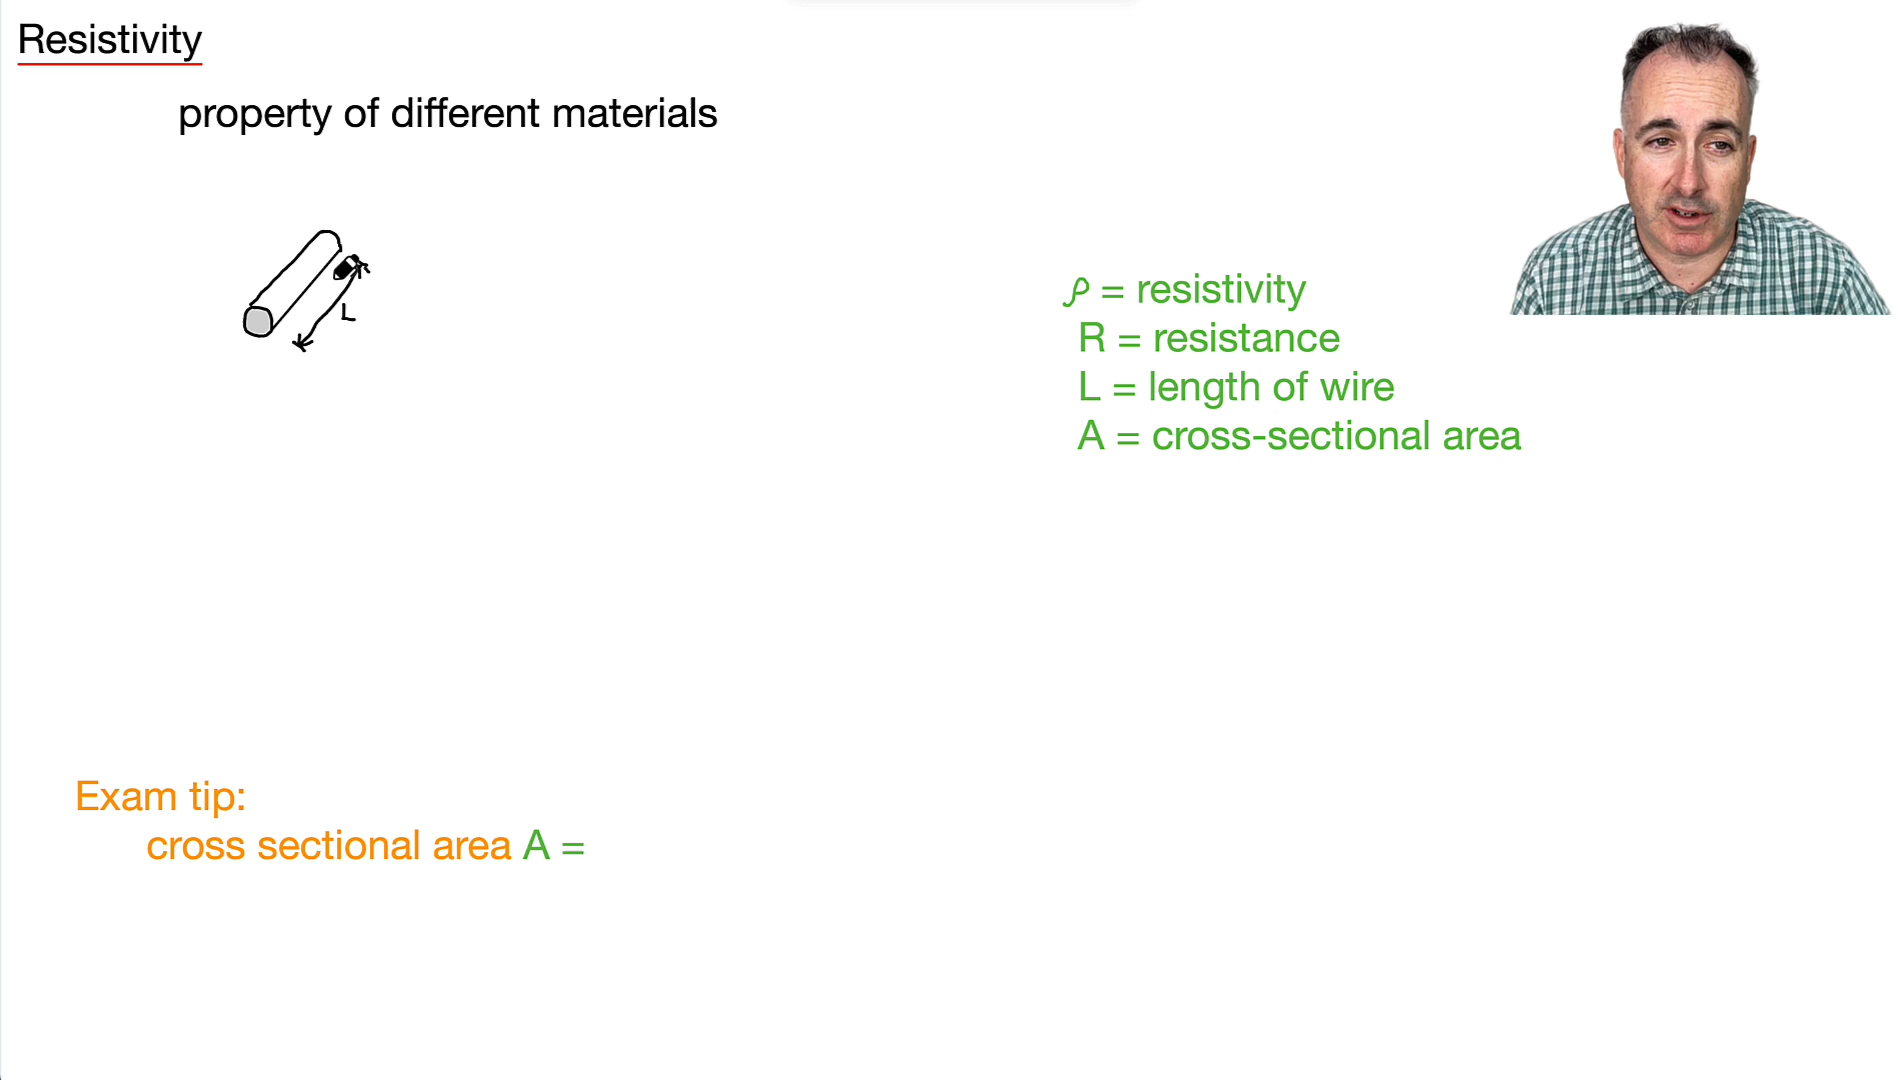 Resistivity
property of different materials
L
ρ = resistivity
R = resistance
L = length of wire
A = cross-sectional area
Exam tip:
cross sectional area A =